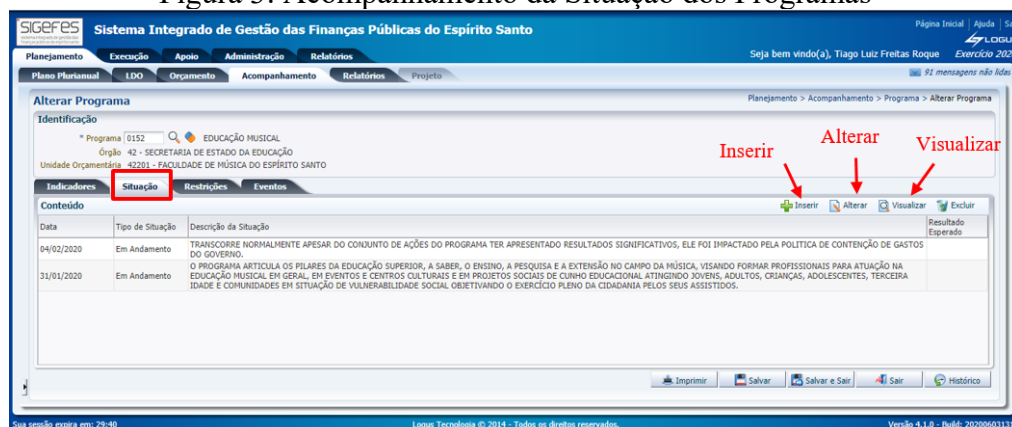 Figura 3: Acompanhamento da Situação dos Programas
SIGEFES Sistema Integrado de Gestão das Finanças Públicas do Espírito Santo
Página Inicial | Ajuda |
LOGU
Planejamento Execução Apoio Administração Relatórios
Seja bem vindo(a), Tiago Luiz Freitas Roque Exercício 202
Plano Plurianual LDO Orçamento Acompanhamento Relatórios Projeto
91 mensagens não lidas
Alterar Programa
Planejamento > Acompanhamento > Programa > Alterar Programa
Identificação
* Programa 0152 EDUCAÇÃO MUSICAL
Órgão 42 - SECRETARIA DE ESTADO DA EDUCAÇÃO
Unidade Orçamentária 42201 - FACULDADE DE MÚSICA DO ESPÍRITO SANTO
Inserir Alterar Visualizar
Indicadores Situação Restrições Eventos
Conteúdo
Inserir Alterar Visualizar Excluir
Data Tipo de Situação Descrição da Situação Resultado Esperado
04/02/2020 Em Andamento TRANSCORRE NORMALMENTE APESAR DO CONJUNTO DE AÇÕES DO PROGRAMA TER APRESENTADO RESULTADOS SIGNIFICATIVOS, ELE FOI IMPACTADO PELA POLITICA DE CONTENÇÃO DE GASTOS
DO GOVERNO.
31/01/2020 Em Andamento O PROGRAMA ARTICULA OS PILARES DA EDUCAÇÃO SUPERIOR, A SABER, O ENSINO, A PESQUISA E A EXTENSÃO NO CAMPO DA MÚSICA, VISANDO FORMAR PROFISSIONAIS PARA ATUAÇÃO NA
EDUCAÇÃO MUSICAL EM GERAL, EM EVENTOS E CENTROS CULTURAIS E EM PROJETOS SOCIAIS DE CUNHO EDUCACIONAL ATINGINDO JOVENS, ADULTOS, CRIANÇAS, ADOLESCENTES, TERCEIRA
IDADE E COMUNIDADES EM SITUAÇÃO DE VULNERABILIDADE SOCIAL OBJETIVANDO O EXERCÍCIO PLENO DA CIDADANIA PELOS SEUS ASSISTIDOS.
Imprimir Salvar Salvar e Sair Sair Histórico
Sua sessão expira em: 29:40
Logus Tecnologia © 2014 - Todos os direitos reservados.
Versão 4.1.0 - Build: 2020060313